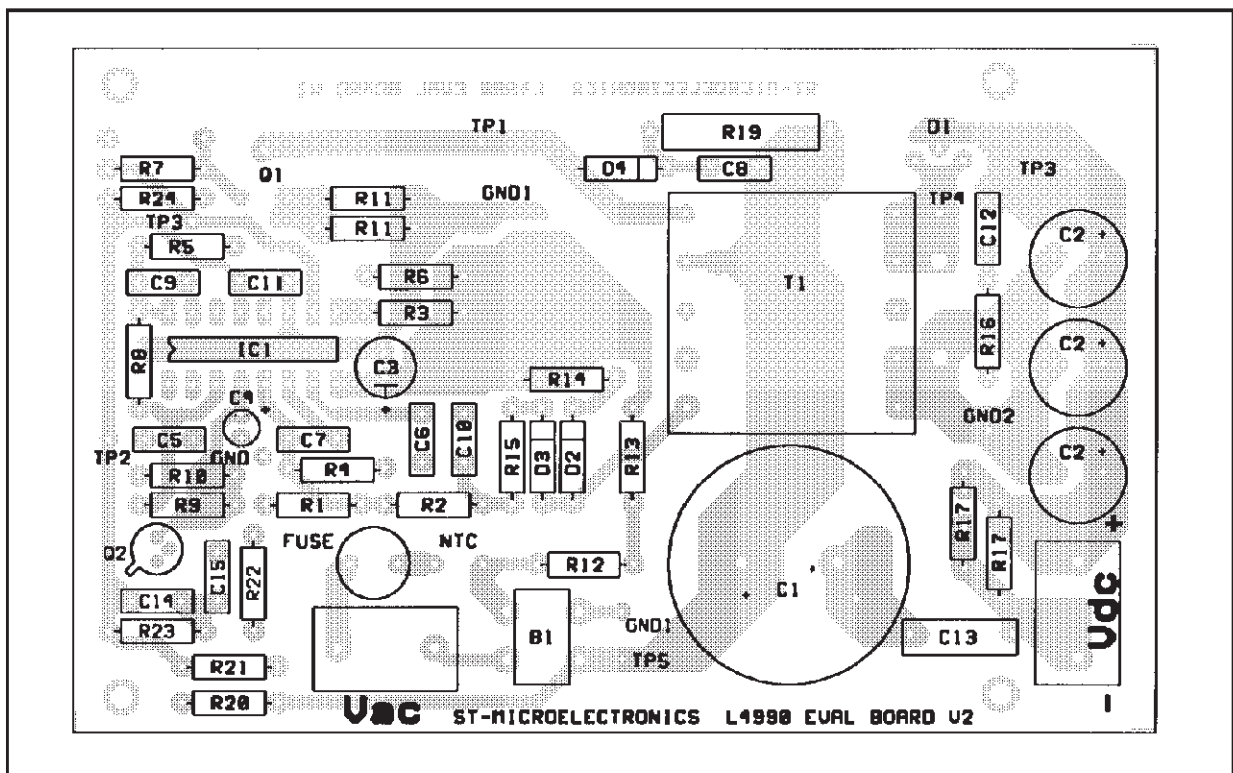 TP1
R19
D1
R7
Q1
D4
C8
TP3
R24
R11
GND1
TP4
TP3
R11
C12
C2 +
R5
C9
C11
R6
T1
R3
R16
R8
IC1
C3
C2 +
R14
C4
GND2
C5
C7
C6
C10
R15
D3
D2
R13
C2 +
TP2
GND
R10
R4
R9
R1
R2
R17
R17
+
Q2
FUSE
NTC
R12
C15
R22
C1
C14
Vdc
R23
B1
GND1
C13
TP5
R21
R20
Vac
ST-MICROELECTRONICS L4990 EVAL BOARD V2
-